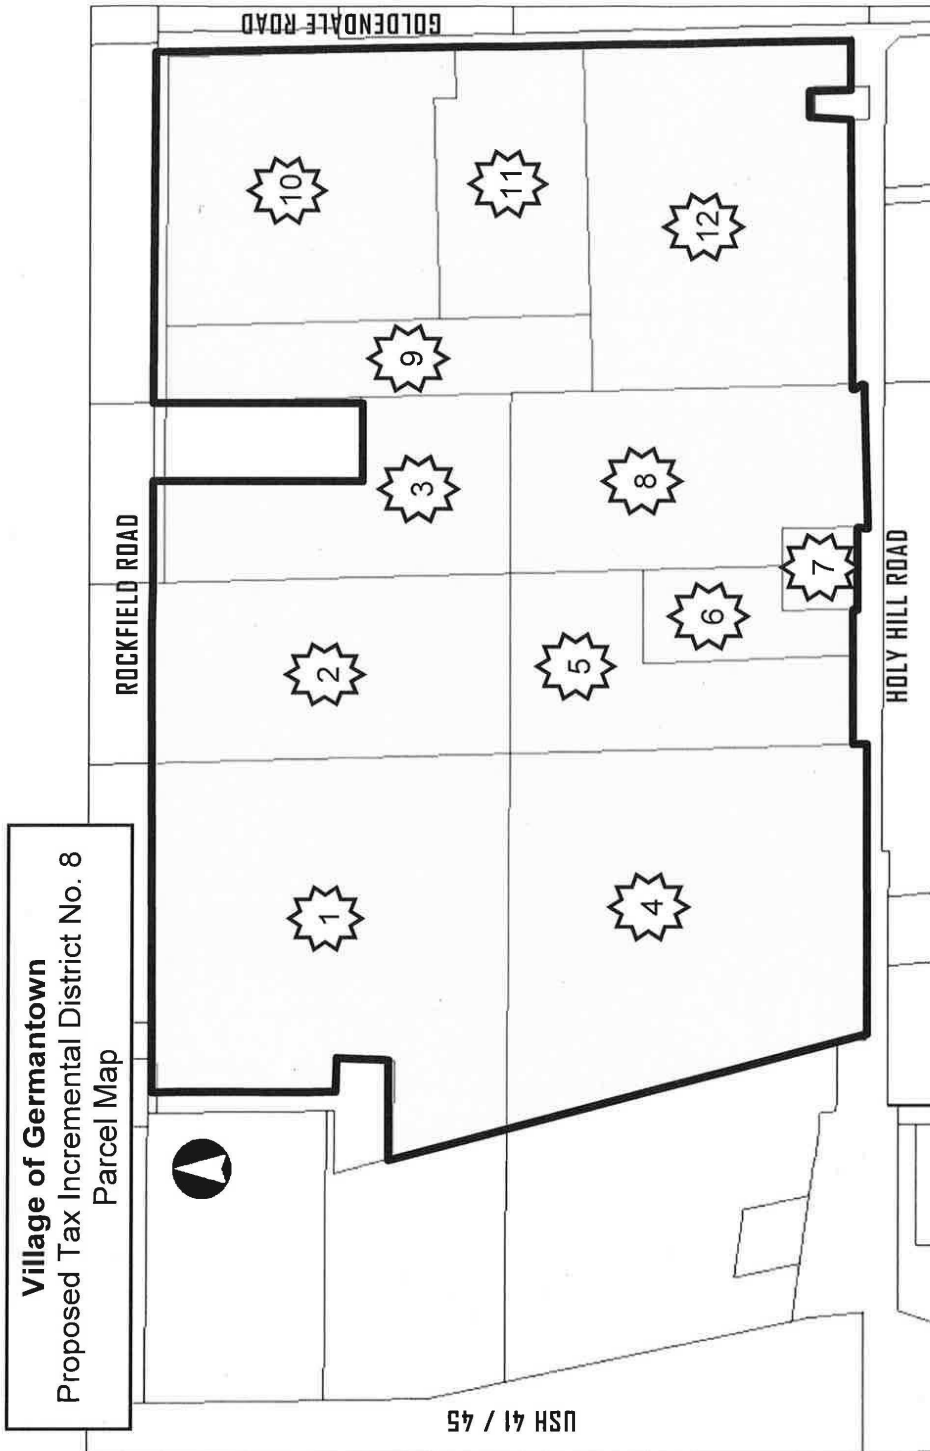 Village of Germantown
Proposed Tax Incremental District No. 8
Parcel Map
ROCKFIELD ROAD
GOLDENDALE ROAD
1
2
3
9
10
11
4
5
6
7
8
12
USH 41 / 45
HOLY HILL ROAD